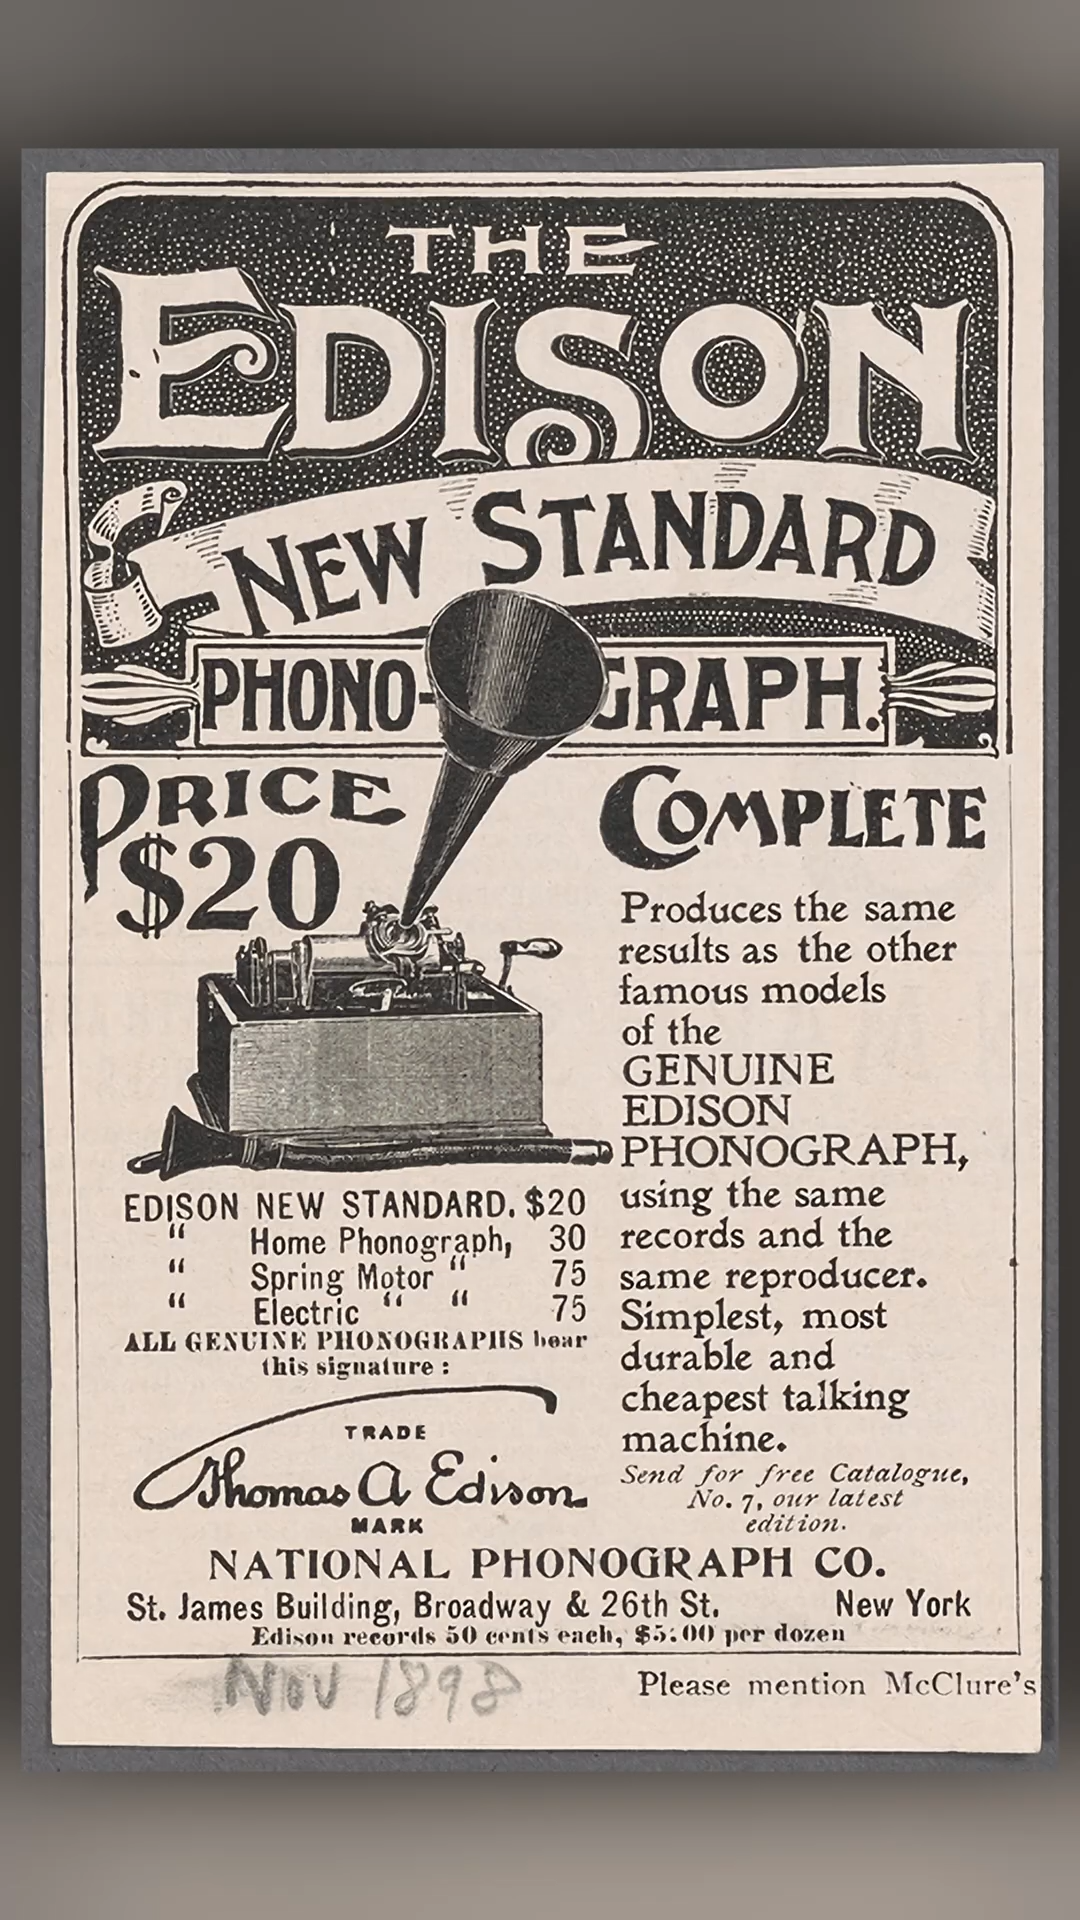 THE
EDISON
NEW STANDARD
PHONO-GRAPH.
PRICE
$20
COMPLETE
Produces the same
results as the other
famous models
of the
GENUINE
EDISON
PHONOGRAPH,
using the same
records and the
same reproducer.
Simplest, most
durable and
cheapest talking
machine.
Send for free Catalogue,
No. 7, our latest
edition.
EDISON NEW STANDARD. $20
“ Home Phonograph, 30
“ Spring Motor “ 75
“ Electric “ “ 75
ALL GENUINE PHONOGRAPHS bear
this signature :
TRADE
Thomas A Edison
MARK
NATIONAL PHONOGRAPH CO.
St. James Building, Broadway & 26th St. New York
Edison records 50 cents each, $5.00 per dozen
Nov 1898
Please mention McClure's